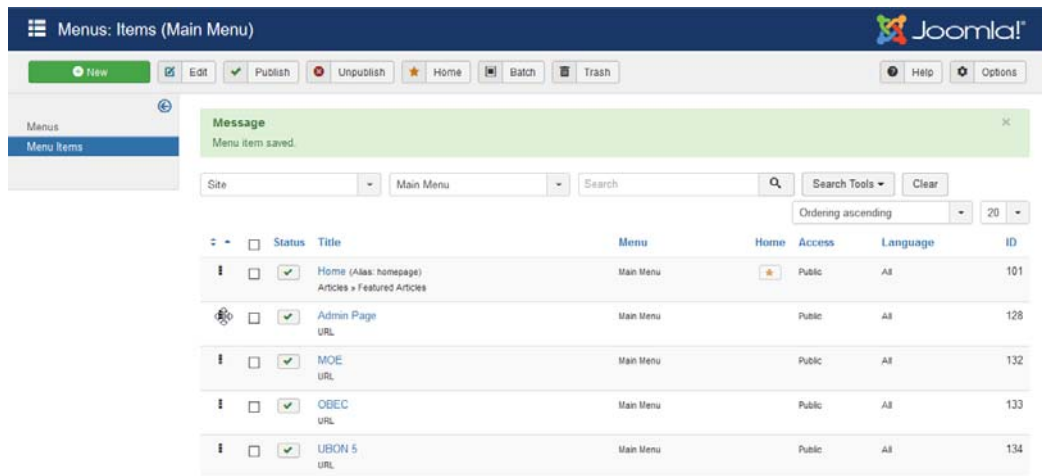 Menus: Items (Main Menu)
Joomla!®
New Edit Publish Unpublish Home Batch Trash Help Options
Menus
Menu Items
Message ×
Menu item saved.
Site Main Menu Search Search Tools Clear
Ordering ascending 20
Status Title Menu Home Access Language ID
Home (Alias: homepage) Main Menu Public All 101
Articles » Featured Articles
Admin Page Main Menu Public All 128
URL
MOE Main Menu Public All 132
URL
OBEC Main Menu Public All 133
URL
UBON 5 Main Menu Public All 134
URL